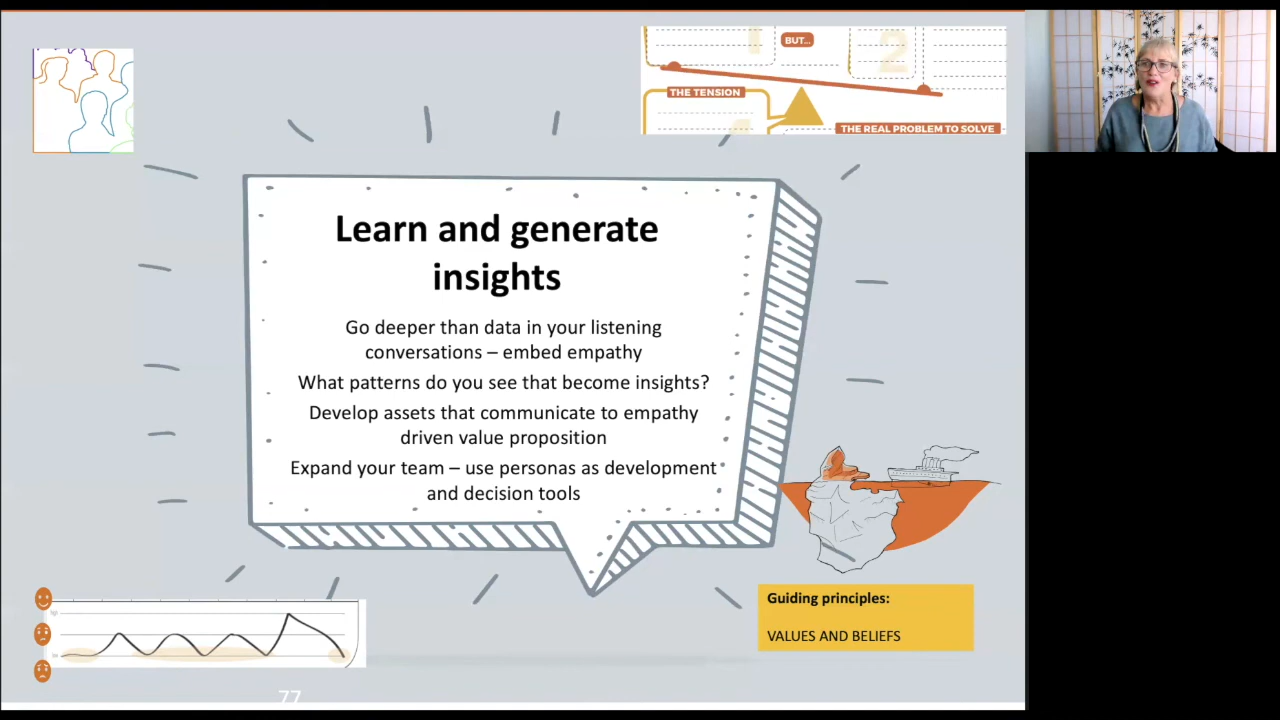 BUT...
1
2
THE TENSION
THE REAL PROBLEM TO SOLVE
Learn and generate
insights
Go deeper than data in your listening
conversations – embed empathy
What patterns do you see that become insights?
Develop assets that communicate to empathy
driven value proposition
Expand your team – use personas as development
and decision tools
Guiding principles:
VALUES AND BELIEFS
77